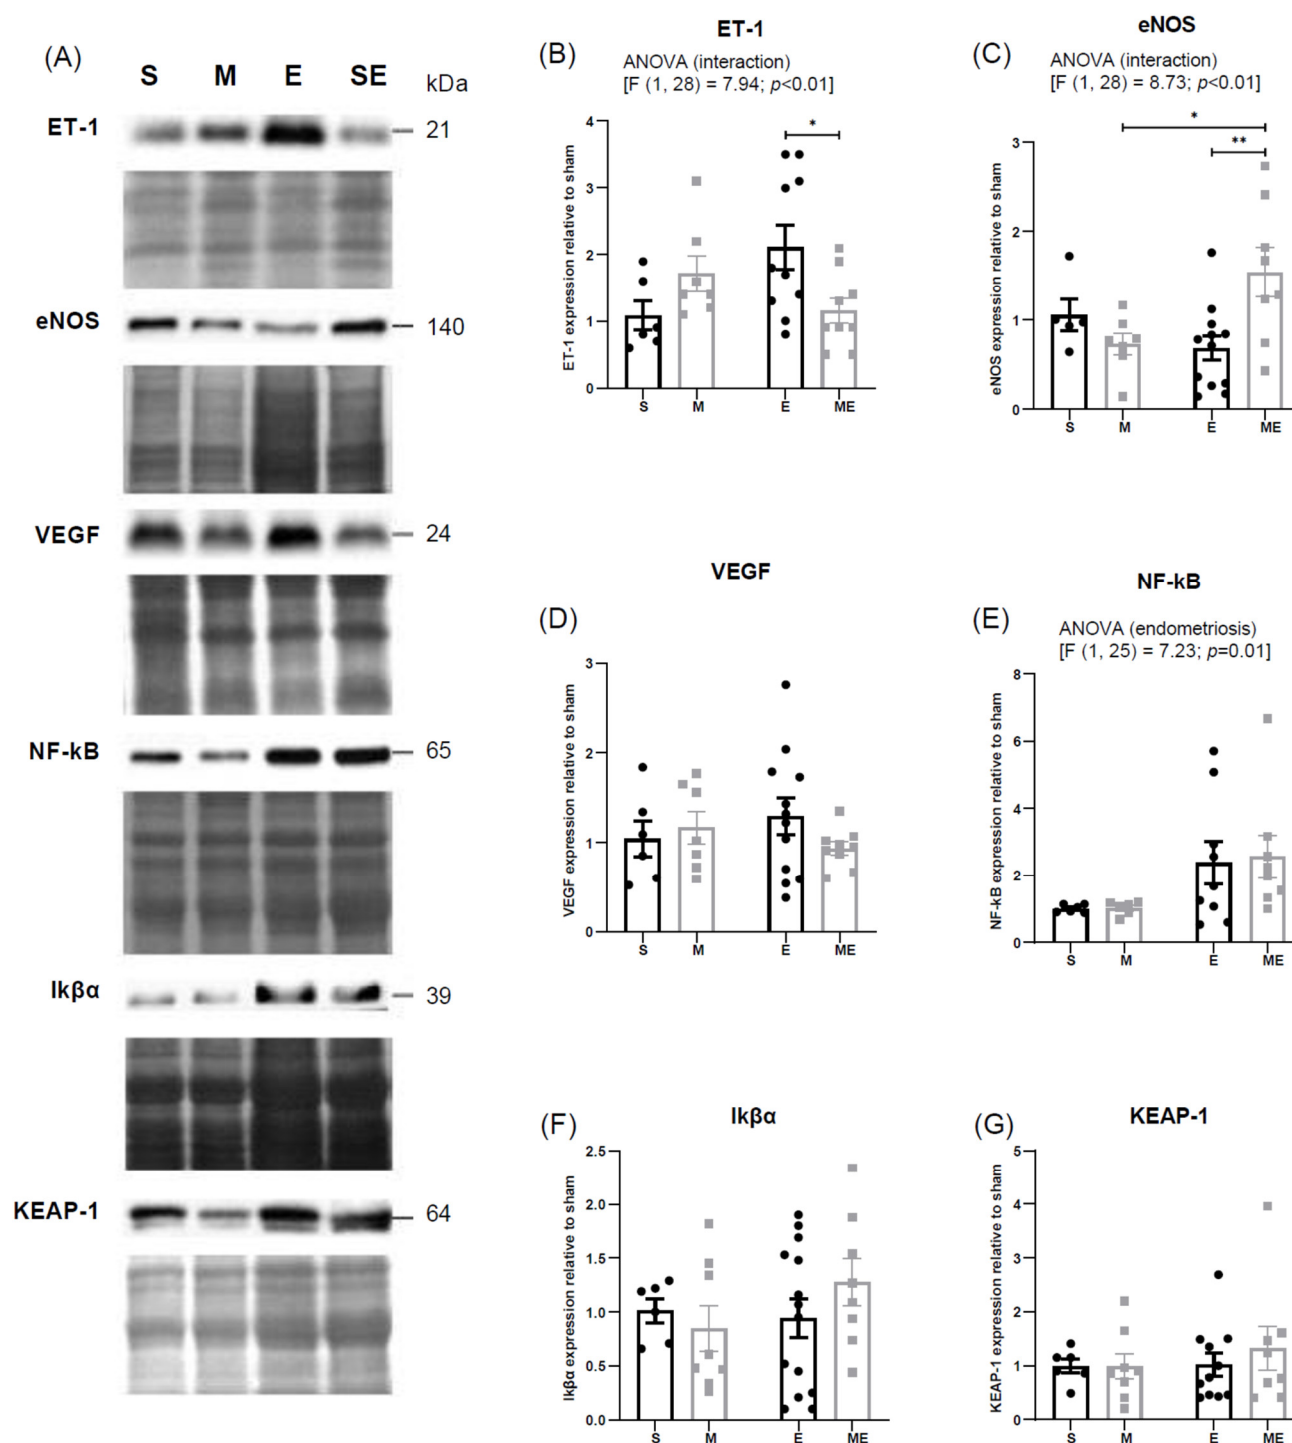 (A)
S M E SE kDa
ET-1 21
eNOS 140
VEGF 24
NF-kB 65
Ikβα 39
KEAP-1 64
(B)
ET-1
ANOVA (interaction)
[F (1, 28) = 7.94; p<0.01]
ET-1 expression relative to sham
4
3
2
1
0
*
S M E ME
(C)
eNOS
ANOVA (interaction)
[F (1, 28) = 8.73; p<0.01]
eNOS expression relative to sham
3
2
1
0
*
**
S M E ME
(D)
VEGF
VEGF expression relative to sham
3
2
1
0
S M E ME
(E)
NF-kB
ANOVA (endometriosis)
[F (1, 25) = 7.23; p=0.01]
NF-kB expression relative to sham
8
6
4
2
0
S M E ME
(F)
Ikβα
Ikβα expression relative to sham
2.5
2.0
1.5
1.0
0.5
0.0
S M E ME
(G)
KEAP-1
KEAP-1 expression relative to sham
5
4
3
2
1
0
S M E ME